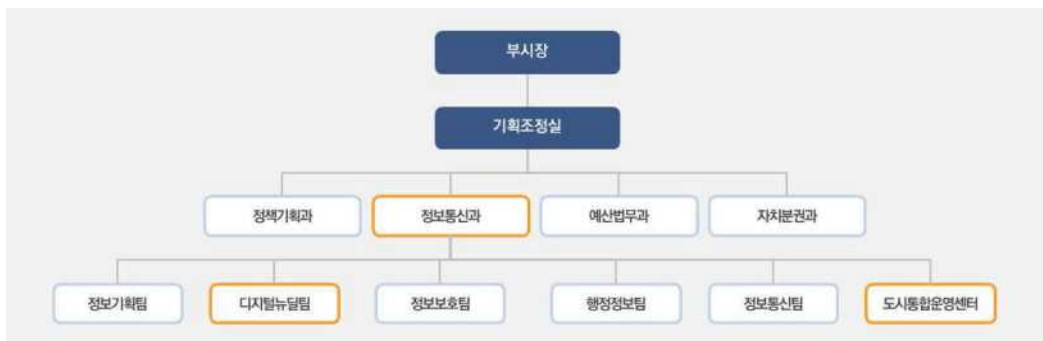 부시장
기획조정실
정책기획과 정보통신과 예산법무과 자치분권과
정보기획팀 디지털뉴딜팀 정보보호팀 행정정보팀 정보통신팀 도시통합운영센터